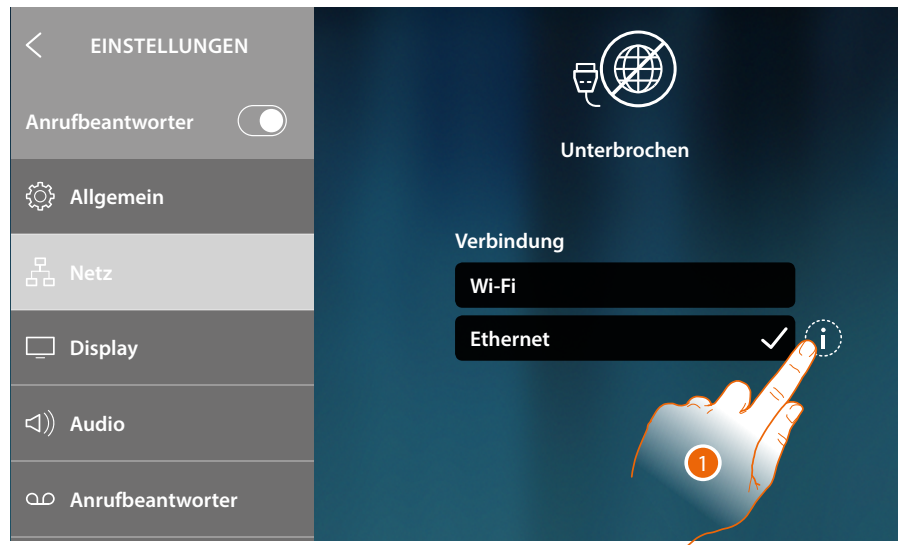 EINSTELLUNGEN
Anrufbeantworter
Allgemein
Netz
Display
Audio
Anrufbeantworter
Unterbrochen
Verbindung
Wi-Fi
Ethernet
i
1